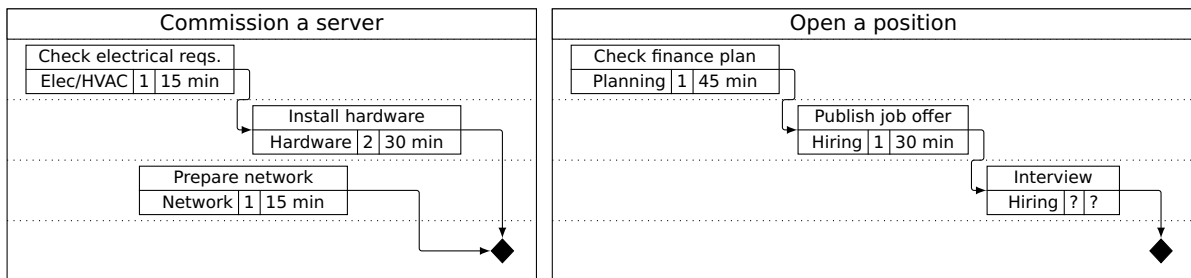 Commission a server
Check electrical reqs.
Elec/HVAC 1 15 min
Install hardware
Hardware 2 30 min
Prepare network
Network 1 15 min
Open a position
Check finance plan
Planning 1 45 min
Publish job offer
Hiring 1 30 min
Interview
Hiring ? ?